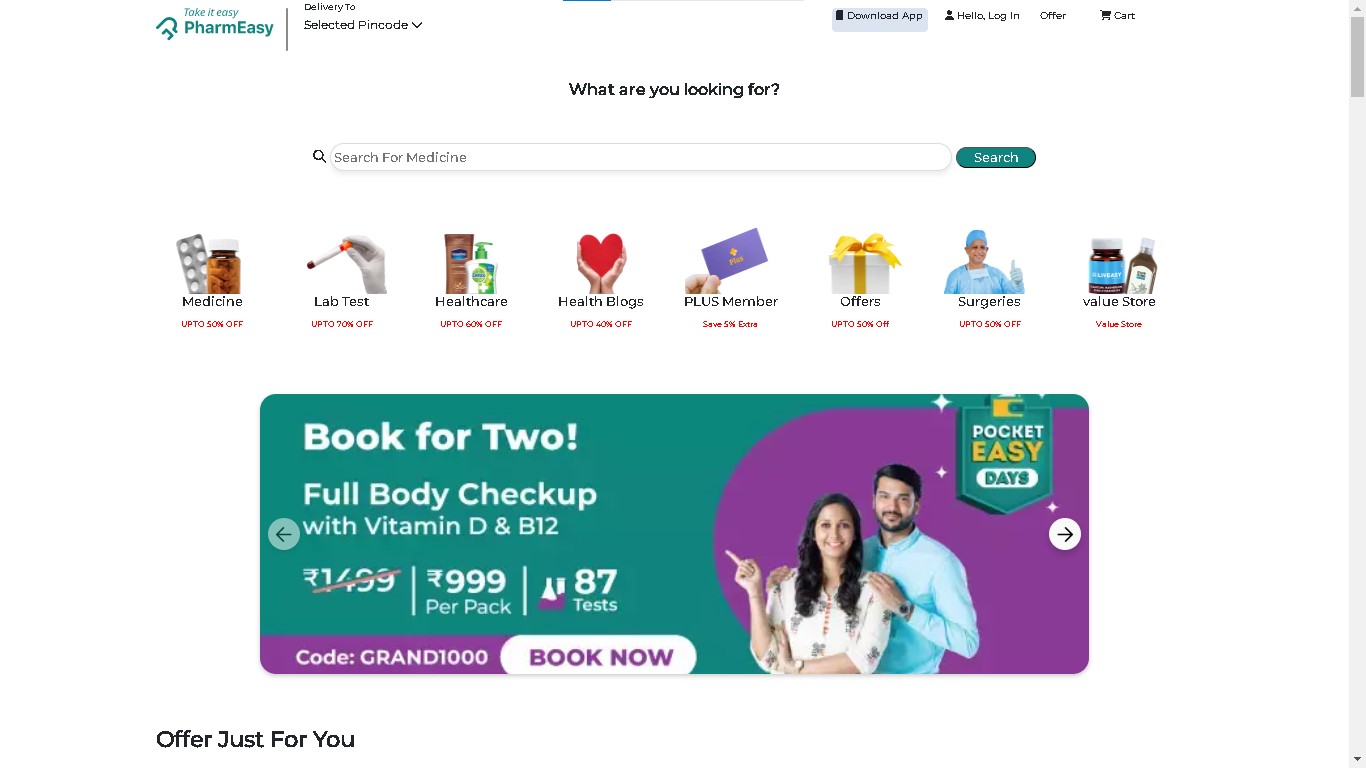 Take it easy
PharmEasy
Delivery To
Selected Pincode
Download App
Hello, Log In
Offer
Cart
What are you looking for?
Search For Medicine
Search
Medicine
UPTO 50% OFF
Lab Test
UPTO 70% OFF
Healthcare
UPTO 60% OFF
Health Blogs
UPTO 40% OFF
PLUS Member
Save 5% Extra
Offers
UPTO 50% Off
Surgeries
UPTO 50% OFF
value Store
Value Store
Plus
Book for Two!
Full Body Checkup
with Vitamin D & B12
₹1499
₹999
Per Pack
87
Tests
Code: GRAND1000
BOOK NOW
POCKET
EASY
DAYS
Offer Just For You